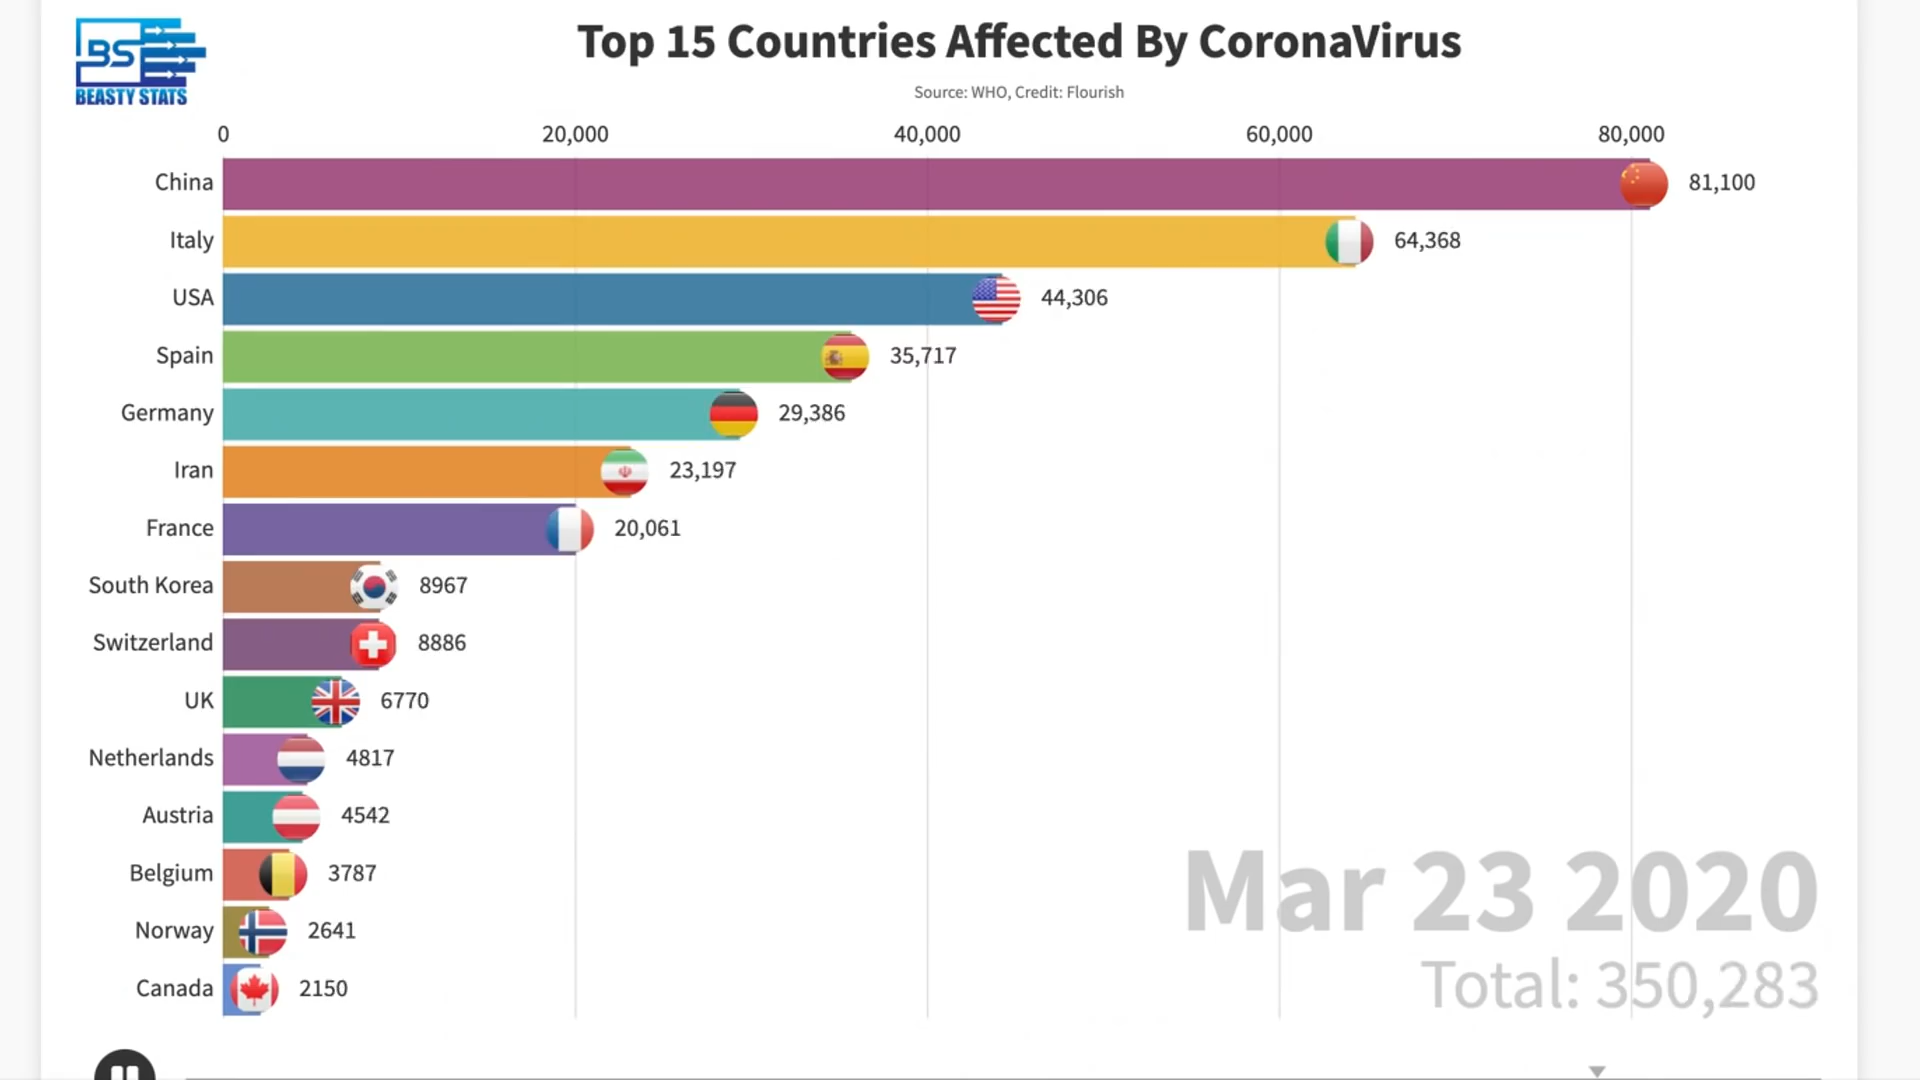 BS
BEASTY STATS
Top 15 Countries Affected By CoronaVirus
Source: WHO, Credit: Flourish
0 20,000 40,000 60,000 80,000
China 81,100
Italy 64,368
USA 44,306
Spain 35,717
Germany 29,386
Iran 23,197
France 20,061
South Korea 8967
Switzerland 8886
UK 6770
Netherlands 4817
Austria 4542
Belgium 3787
Norway 2641
Canada 2150
Mar 23 2020
Total: 350,283